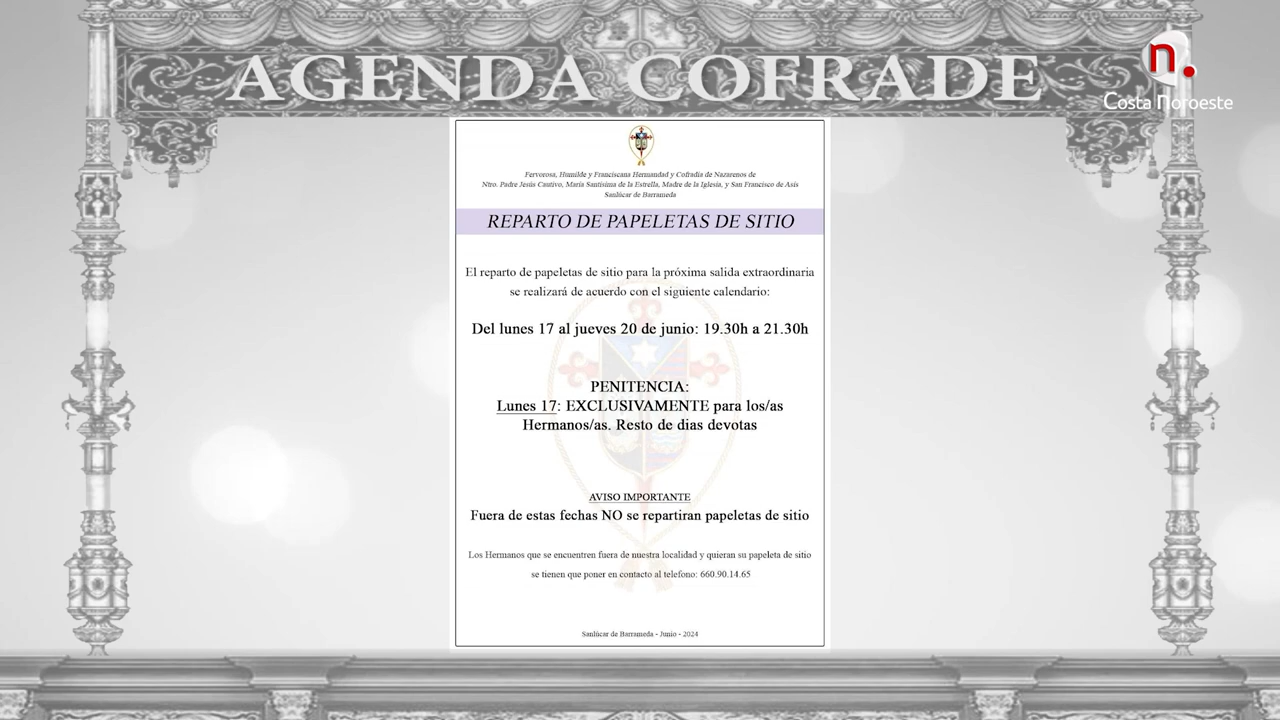 AGENDA COFRADE
n.
Costa Noroeste
Fervorosa, Humilde y Franciscana Hermandad y Cofradía de Nazarenos de
Ntro. Padre Jesús Cautivo, María Santísima de la Estrella, Madre de la Iglesia, y San Francisco de Asis
Sanlúcar de Barrameda
REPARTO DE PAPELETAS DE SITIO
El reparto de papeletas de sitio para la próxima salida extraordinaria
se realizará de acuerdo con el siguiente calendario:
Del lunes 17 al jueves 20 de junio: 19.30h a 21.30h
PENITENCIA:
Lunes 17: EXCLUSIVAMENTE para los/as
Hermanos/as. Resto de dias devotas
AVISO IMPORTANTE
Fuera de estas fechas NO se repartiran papeletas de sitio
Los Hermanos que se encuentren fuera de nuestra localidad y quieran su papeleta de sitio
se tienen que poner en contacto al telefono: 660.90.14.65
Sanlúcar de Barrameda - Junio - 2024